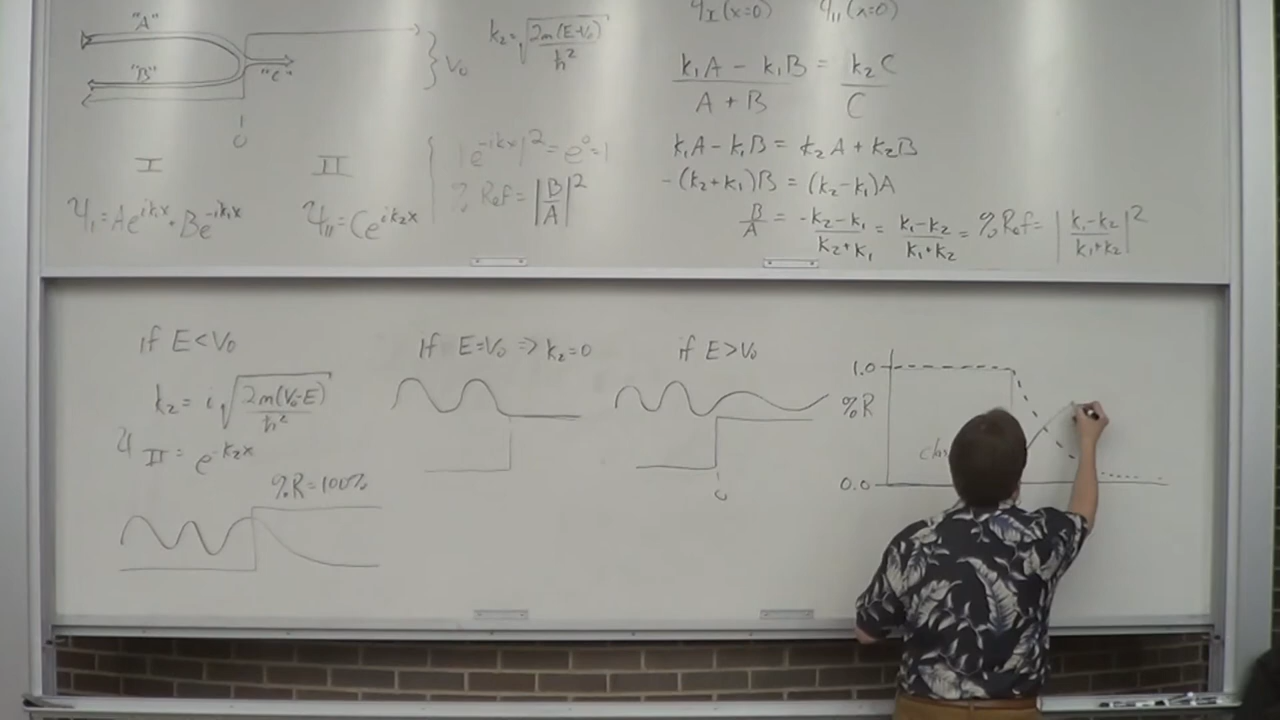 "A"
"B"
"C"
V₀
0
I
II
Ψ_I = Ae^{ik₁x} + Be^{-ik₁x}
Ψ_II = Ce^{ik₂x}
k₂ = √(2m(E-V₀)/ħ²)
|e^{-ikx}|² = e⁰ = 1
% Ref = |B/A|²
Ψ_I(x=0) Ψ_II(x=0)
(k₁A - k₁B)/(A + B) = k₂C/C
k₁A - k₁B = k₂A + k₂B
-(k₂+k₁)B = (k₂-k₁)A
B/A = -(k₂-k₁)/(k₂+k₁) = (k₁-k₂)/(k₁+k₂) = % Ref = |(k₁-k₂)/(k₁+k₂)|²
if E < V₀
k₂ = i√(2m(V₀-E)/ħ²)
Ψ_II = e^{-k₂x}
%R = 100%
If E = V₀ ⇒ k₂ = 0
if E > V₀
0
1.0
%R
0.0